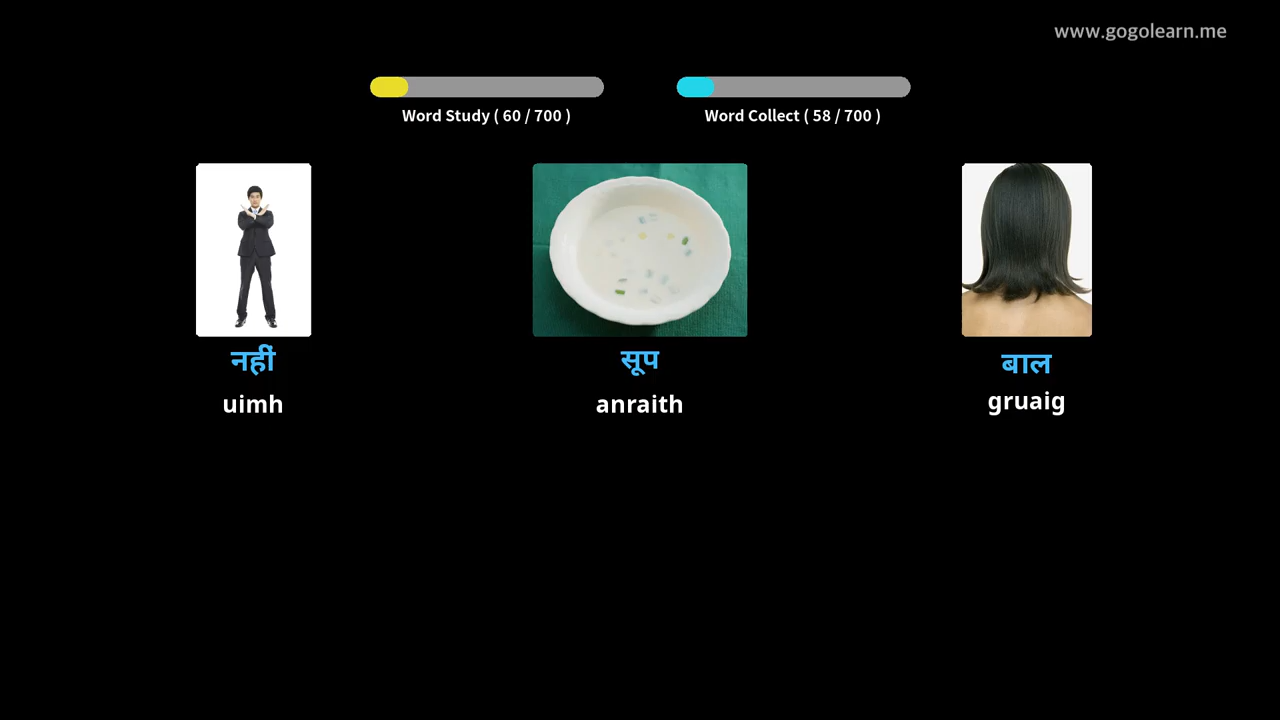 www.gogolearn.me
Word Study ( 60 / 700 )
Word Collect ( 58 / 700 )
नहीं
सूप
बाल
uimh
anraith
gruaig